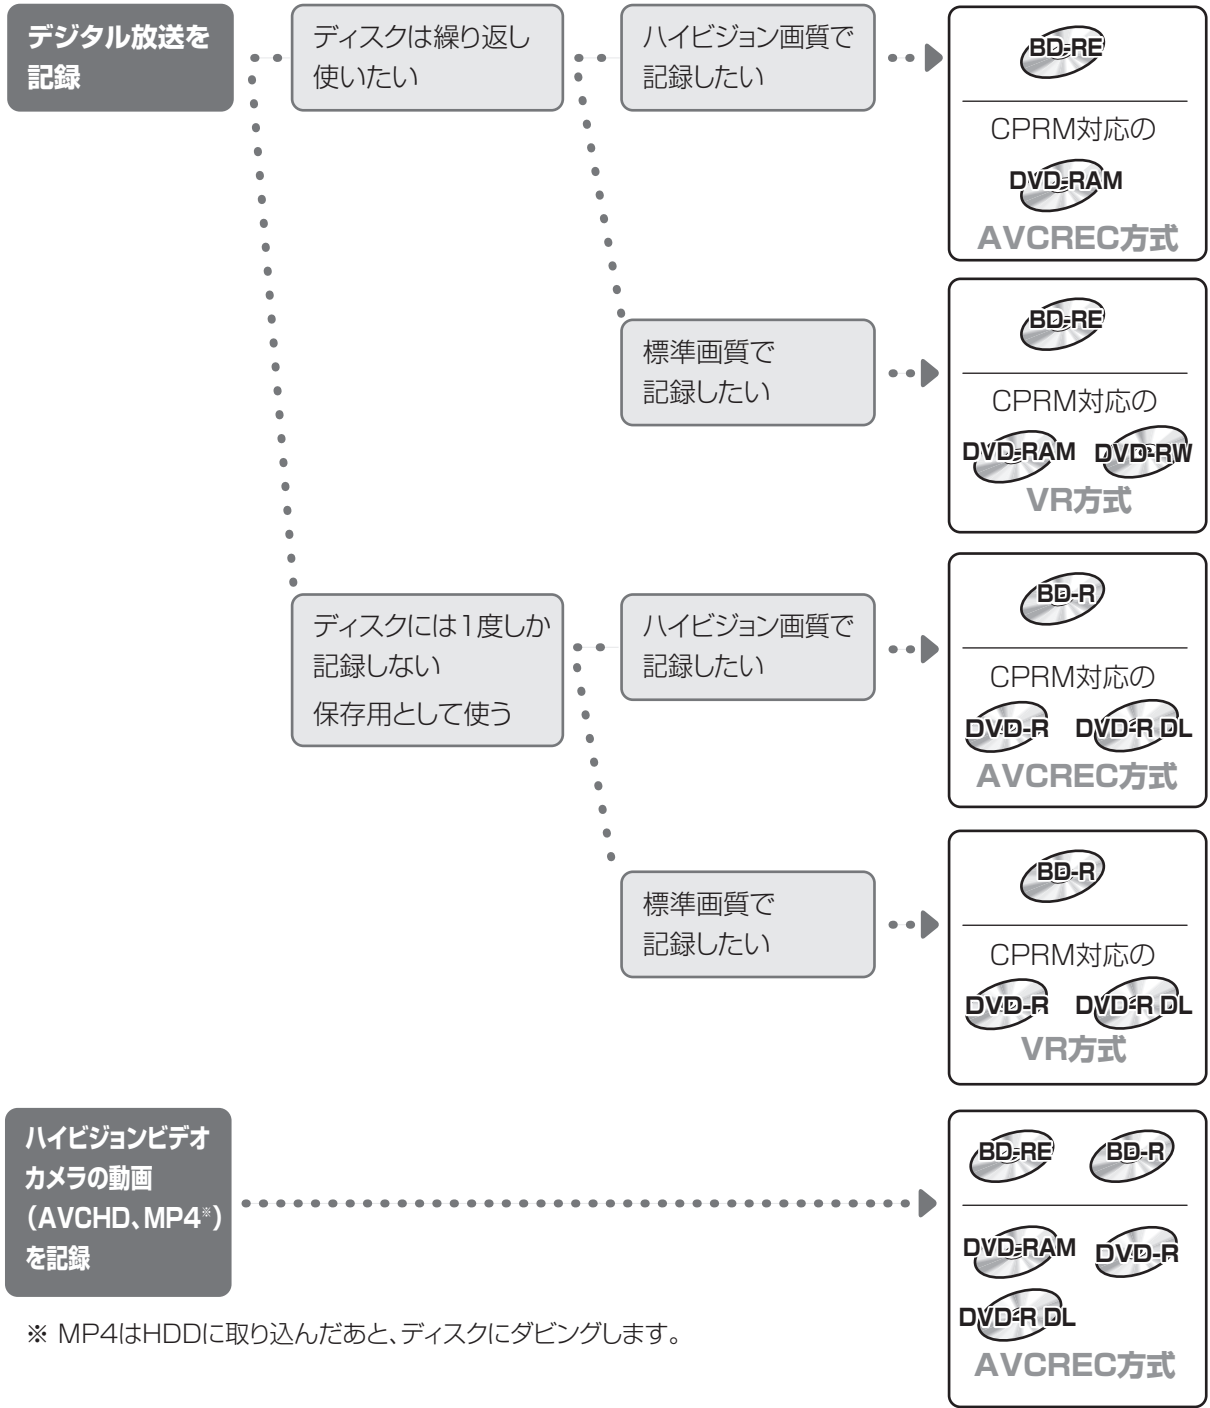 デジタル放送を
記録
ディスクは繰り返し
使いたい
ハイビジョン画質で
記録したい
BD-RE
CPRM対応の
DVD-RAM
AVCREC方式
標準画質で
記録したい
BD-RE
CPRM対応の
DVD-RAM DVD-RW
VR方式
ディスクには1度しか
記録しない
保存用として使う
ハイビジョン画質で
記録したい
BD-R
CPRM対応の
DVD-R DVD-R DL
AVCREC方式
標準画質で
記録したい
BD-R
CPRM対応の
DVD-R DVD-R DL
VR方式
ハイビジョンビデオ
カメラの動画
(AVCHD、MP4※)
を記録
BD-RE BD-R
DVD-RAM DVD-R
DVD-R DL
AVCREC方式
※ MP4はHDDに取り込んだあと、ディスクにダビングします。